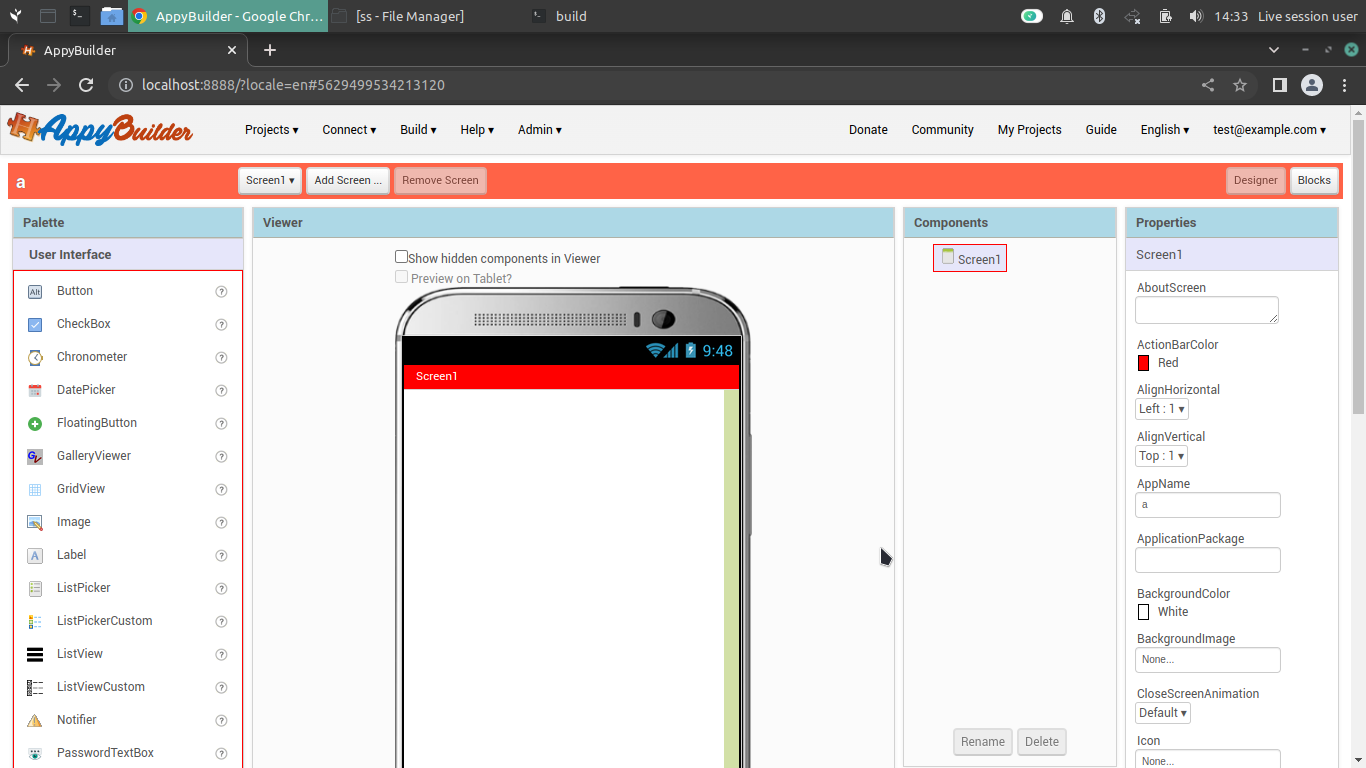 AppyBuilder - Google Chr...
[ss - File Manager]
build
14:33
Live session user
AppyBuilder
localhost:8888/?locale=en#5629499534213120
AppyBuilder
Projects ▾
Connect ▾
Build ▾
Help ▾
Admin ▾
Donate
Community
My Projects
Guide
English ▾
test@example.com ▾
a
Screen1 ▾
Add Screen ...
Remove Screen
Designer
Blocks
Palette
User Interface
Alt Button
CheckBox
Chronometer
DatePicker
FloatingButton
GalleryViewer
GridView
Image
A Label
ListPicker
ListPickerCustom
ListView
ListViewCustom
Notifier
PasswordTextBox
Viewer
Show hidden components in Viewer
Preview on Tablet?
9:48
Screen1
Components
Screen1
Rename
Delete
Properties
Screen1
AboutScreen
ActionBarColor
Red
AlignHorizontal
Left : 1 ▾
AlignVertical
Top : 1 ▾
AppName
a
ApplicationPackage
BackgroundColor
White
BackgroundImage
None...
CloseScreenAnimation
Default ▾
Icon
None...